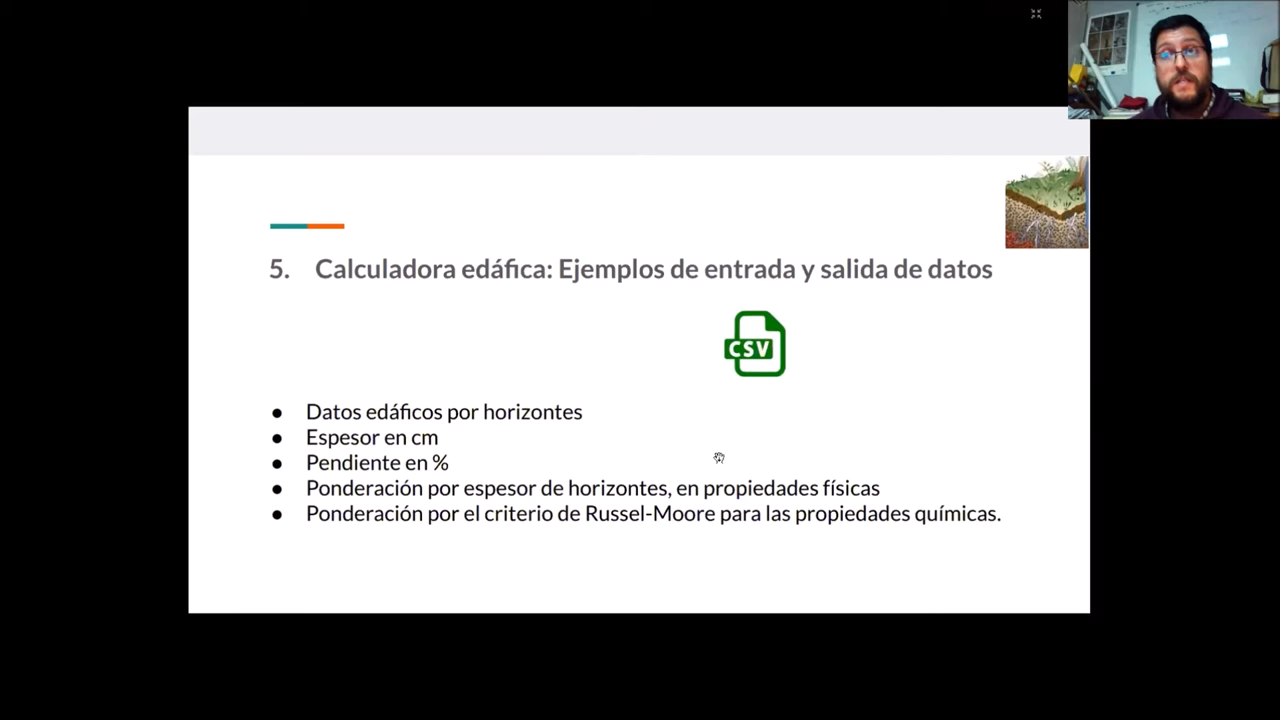 5. Calculadora edáfica: Ejemplos de entrada y salida de datos
CSV
● Datos edáficos por horizontes
● Espesor en cm
● Pendiente en %
● Ponderación por espesor de horizontes, en propiedades físicas
● Ponderación por el criterio de Russel-Moore para las propiedades químicas.